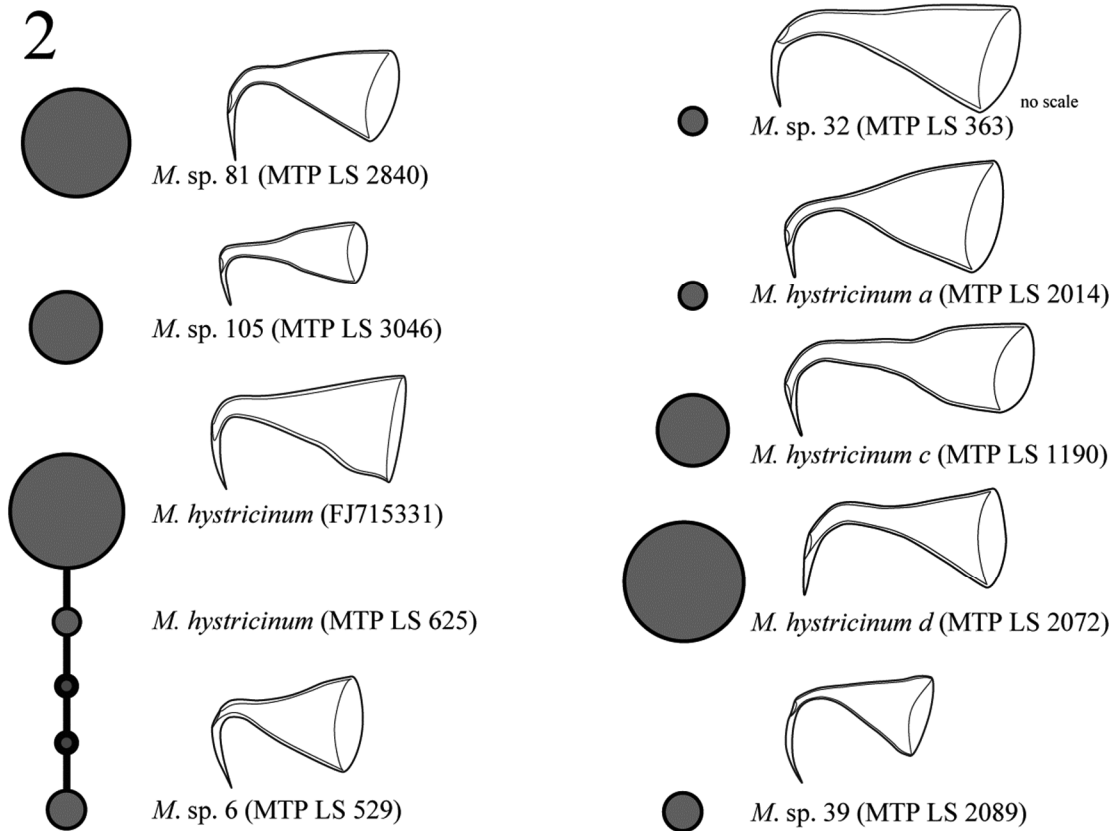 2
M. sp. 81 (MTP LS 2840)
M. sp. 105 (MTP LS 3046)
M. hystricinum (FJ715331)
M. hystricinum (MTP LS 625)
M. sp. 6 (MTP LS 529)
no scale
M. sp. 32 (MTP LS 363)
M. hystricinum a (MTP LS 2014)
M. hystricinum c (MTP LS 1190)
M. hystricinum d (MTP LS 2072)
M. sp. 39 (MTP LS 2089)